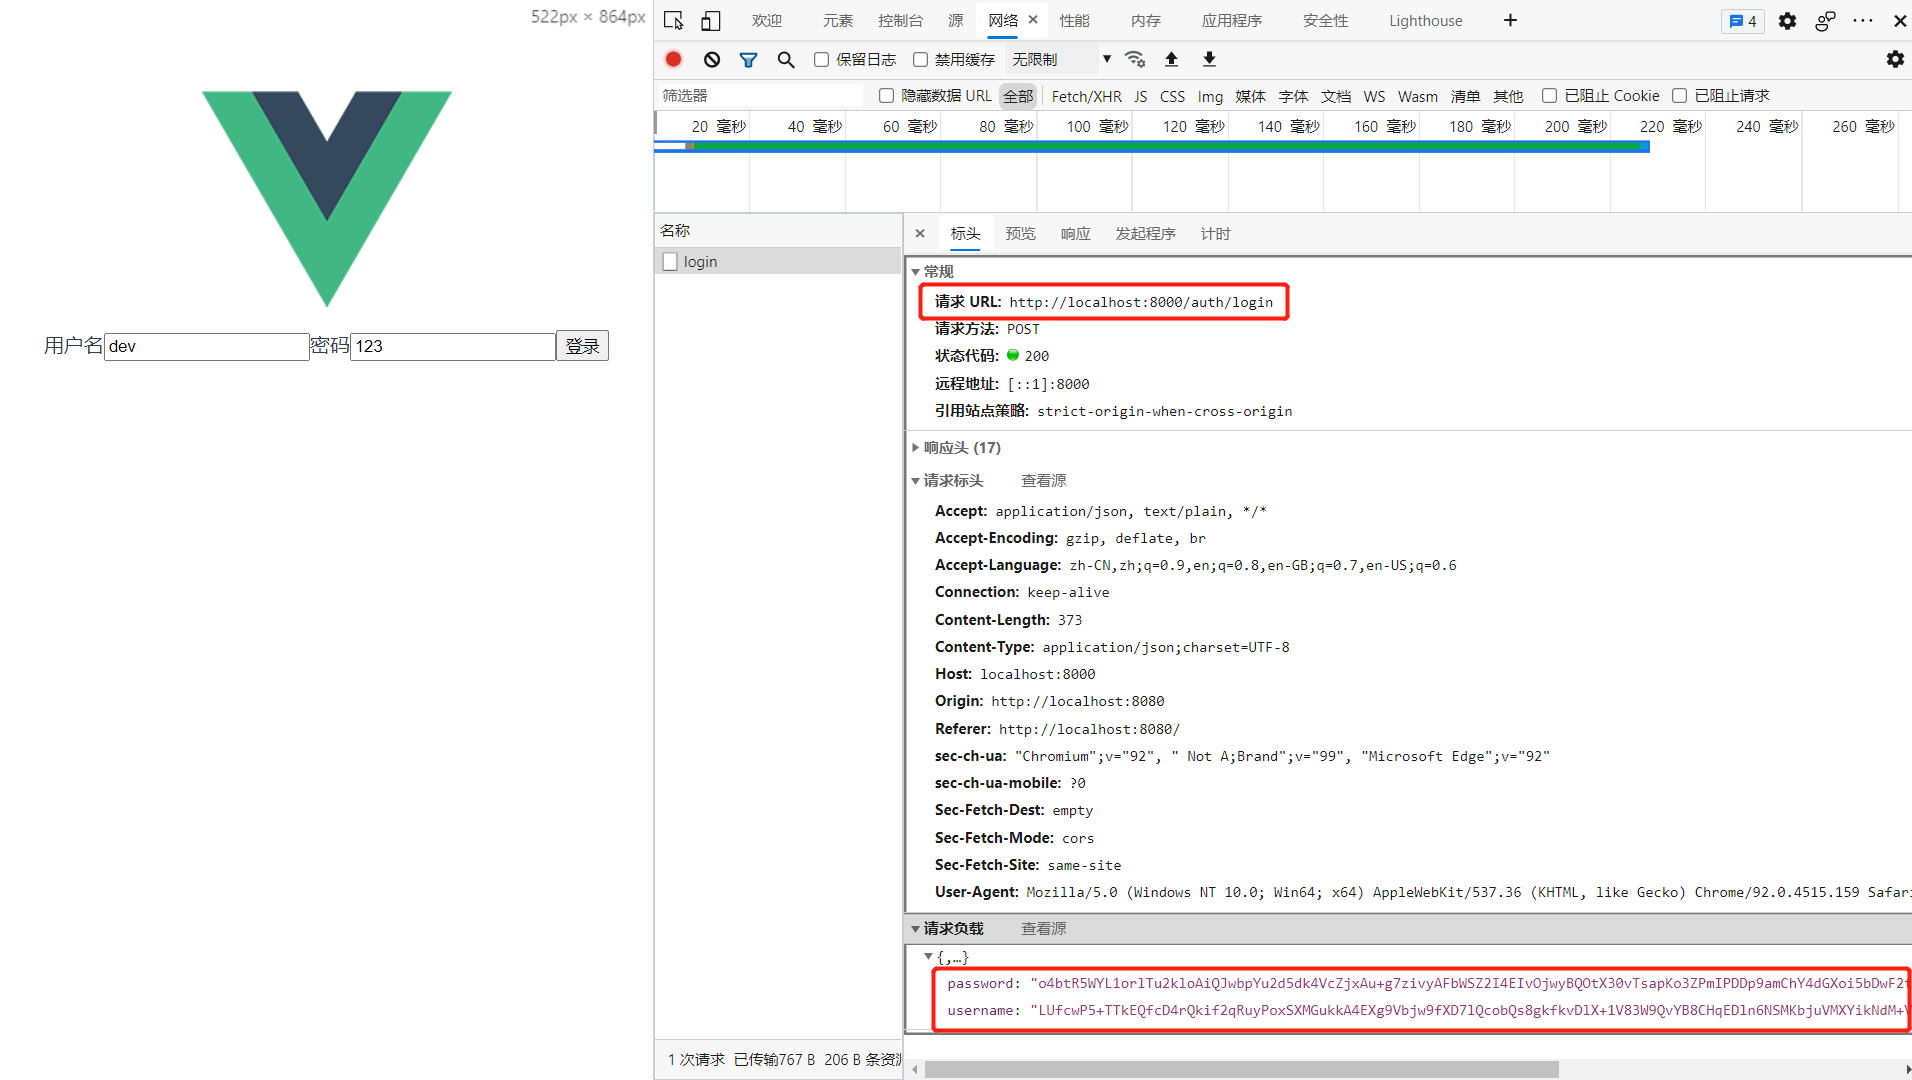 522px × 864px
用户名 dev 密码 123 登录
欢迎 元素 控制台 源 网络 × 性能 内存 应用程序 安全性 Lighthouse + 4
保留日志 禁用缓存 无限制
筛选器 隐藏数据 URL 全部 Fetch/XHR JS CSS Img 媒体 字体 文档 WS Wasm 清单 其他 已阻止 Cookie 已阻止请求
20 毫秒 40 毫秒 60 毫秒 80 毫秒 100 毫秒 120 毫秒 140 毫秒 160 毫秒 180 毫秒 200 毫秒 220 毫秒 240 毫秒 260 毫秒
名称
login
1 次请求 已传输767 B 206 B 条资
× 标头 预览 响应 发起程序 计时
常规
请求 URL: http://localhost:8000/auth/login
请求方法: POST
状态代码: 200
远程地址: [::1]:8000
引用站点策略: strict-origin-when-cross-origin
响应头 (17)
请求标头 查看源
Accept: application/json, text/plain, */*
Accept-Encoding: gzip, deflate, br
Accept-Language: zh-CN,zh;q=0.9,en;q=0.8,en-GB;q=0.7,en-US;q=0.6
Connection: keep-alive
Content-Length: 373
Content-Type: application/json;charset=UTF-8
Host: localhost:8000
Origin: http://localhost:8080
Referer: http://localhost:8080/
sec-ch-ua: "Chromium";v="92", " Not A;Brand";v="99", "Microsoft Edge";v="92"
sec-ch-ua-mobile: ?0
Sec-Fetch-Dest: empty
Sec-Fetch-Mode: cors
Sec-Fetch-Site: same-site
User-Agent: Mozilla/5.0 (Windows NT 10.0; Win64; x64) AppleWebKit/537.36 (KHTML, like Gecko) Chrome/92.0.4515.159 Safari
请求负载 查看源
{,…}
password: "o4btR5WYL1orlTu2kloAiQJwbpYu2d5dk4VcZjxAu+g7zivyAFbWSZ2I4EIvOjwyBQOtX30vTsapKo3ZPmIPDDp9amChY4dGXoi5bDwF2
username: "LUfcwP5+TTkEQfcD4rQkif2qRuyPoxSXMGukkA4EXg9Vbjw9fXD7lQcobQs8gkfkvDlX+1V83W9QvYB8CHqEDln6NSMKbjuVMXYikNdM+